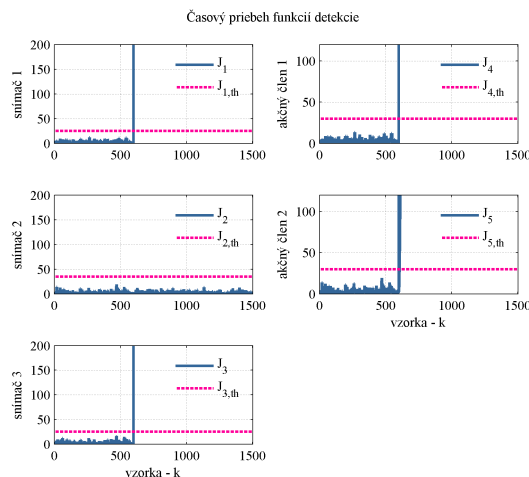 Časový priebeh funkcií detekcie
snímač 1
200
150
100
50
0
0 500 1000 1500
J1
J1,th
akčný člen 1
100
50
0
0 500 1000 1500
J4
J4,th
snímač 2
200
150
100
50
0
0 500 1000 1500
J2
J2,th
akčný člen 2
100
50
0
0 500 1000 1500
vzorka - k
J5
J5,th
snímač 3
200
150
100
50
0
0 500 1000 1500
vzorka - k
J3
J3,th